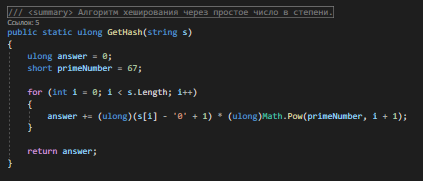 /// <summary> Алгоритм хеширования через простое число в степени.
Ссылок: 5
public static ulong GetHash(string s)
{
ulong answer = 0;
short primeNumber = 67;
for (int i = 0; i < s.Length; i++)
{
answer += (ulong)(s[i] - '0' + 1) * (ulong)Math.Pow(primeNumber, i + 1);
}
return answer;
}